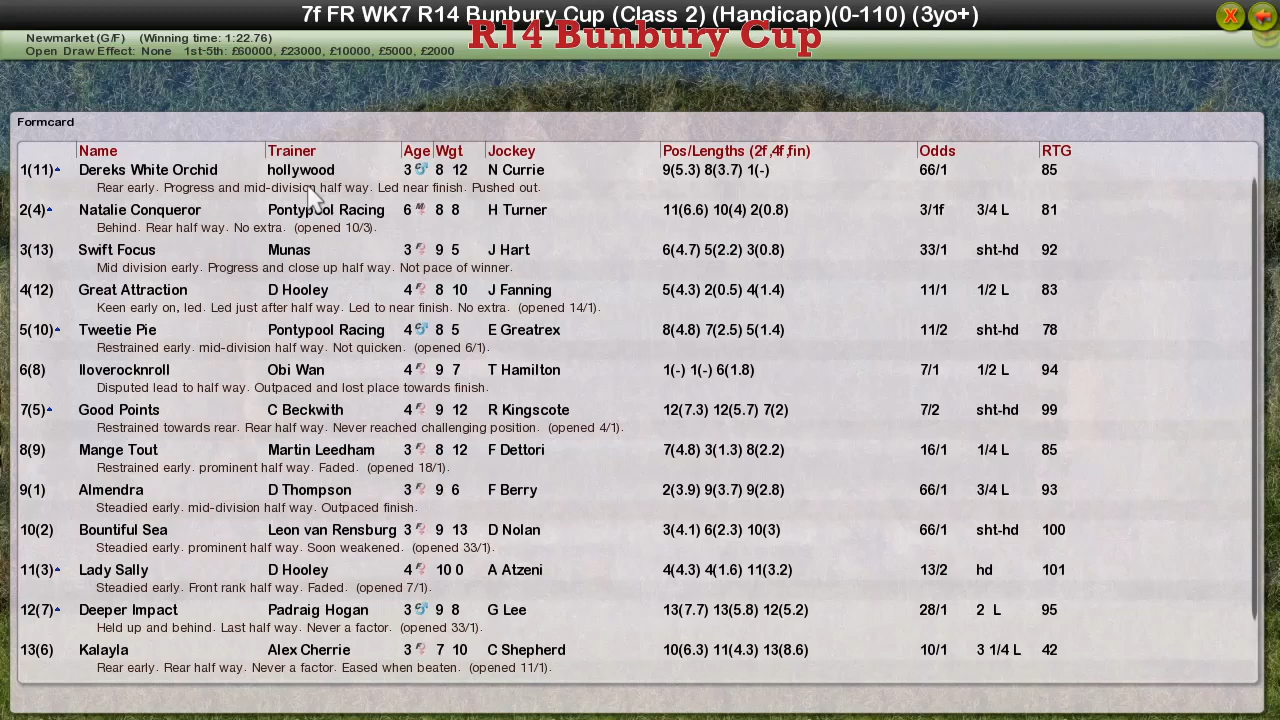 7f FR WK7 R14 Bunbury Cup (Class 2) (Handicap)(0-110) (3yo+)
R14 Bunbury Cup
Newmarket (G/F) (Winning time: 1:22.76)
Open Draw Effect: None 1st-5th: £60000, £23000, £10000, £5000, £2000
Formcard
Name Trainer Age Wgt Jockey Pos/Lengths (2f,4f,fin) Odds RTG
1(11) Dereks White Orchid hollywood 3 8 12 N Currie 9(5.3) 8(3.7) 1(-) 66/1 85
Rear early. Progress and mid-division half way. Led near finish. Pushed out.
2(4) Natalie Conqueror Pontypool Racing 6 8 8 H Turner 11(6.6) 10(4) 2(0.8) 3/1f 3/4 L 81
Behind. Rear half way. No extra. (opened 10/3).
3(13) Swift Focus Munas 3 9 5 J Hart 6(4.7) 5(2.2) 3(0.8) 33/1 sht-hd 92
Mid division early. Progress and close up half way. Not pace of winner.
4(12) Great Attraction D Hooley 4 8 10 J Fanning 5(4.3) 2(0.5) 4(1.4) 11/1 1/2 L 83
Keen early on, led. Led just after half way. Led to near finish. No extra. (opened 14/1).
5(10) Tweetie Pie Pontypool Racing 4 8 5 E Greatrex 8(4.8) 7(2.5) 5(1.4) 11/2 sht-hd 78
Restrained early. mid-division half way. Not quicken. (opened 6/1).
6(8) Iloverocknroll Obi Wan 4 9 7 T Hamilton 1(-) 1(-) 6(1.8) 7/1 1/2 L 94
Disputed lead to half way. Outpaced and lost place towards finish.
7(5) Good Points C Beckwith 4 9 12 R Kingscote 12(7.3) 12(5.7) 7(2) 7/2 sht-hd 99
Restrained towards rear. Rear half way. Never reached challenging position. (opened 4/1).
8(9) Mange Tout Martin Leedham 3 8 12 F Dettori 7(4.8) 3(1.3) 8(2.2) 16/1 1/4 L 85
Restrained early. prominent half way. Faded. (opened 18/1).
9(1) Almendra D Thompson 3 9 6 F Berry 2(3.9) 9(3.7) 9(2.8) 66/1 3/4 L 93
Steadied early. mid-division half way. Outpaced finish.
10(2) Bountiful Sea Leon van Rensburg 3 9 13 D Nolan 3(4.1) 6(2.3) 10(3) 66/1 sht-hd 100
Steadied early. prominent half way. Soon weakened. (opened 33/1).
11(3) Lady Sally D Hooley 4 10 0 A Atzeni 4(4.3) 4(1.6) 11(3.2) 13/2 hd 101
Steadied early. Front rank half way. Faded. (opened 7/1).
12(7) Deeper Impact Padraig Hogan 3 9 8 G Lee 13(7.7) 13(5.8) 12(5.2) 28/1 2 L 95
Held up and behind. Last half way. Never a factor. (opened 33/1).
13(6) Kalayla Alex Cherrie 3 7 10 C Shepherd 10(6.3) 11(4.3) 13(8.6) 10/1 3 1/4 L 42
Rear early. Rear half way. Never a factor. Eased when beaten. (opened 11/1).